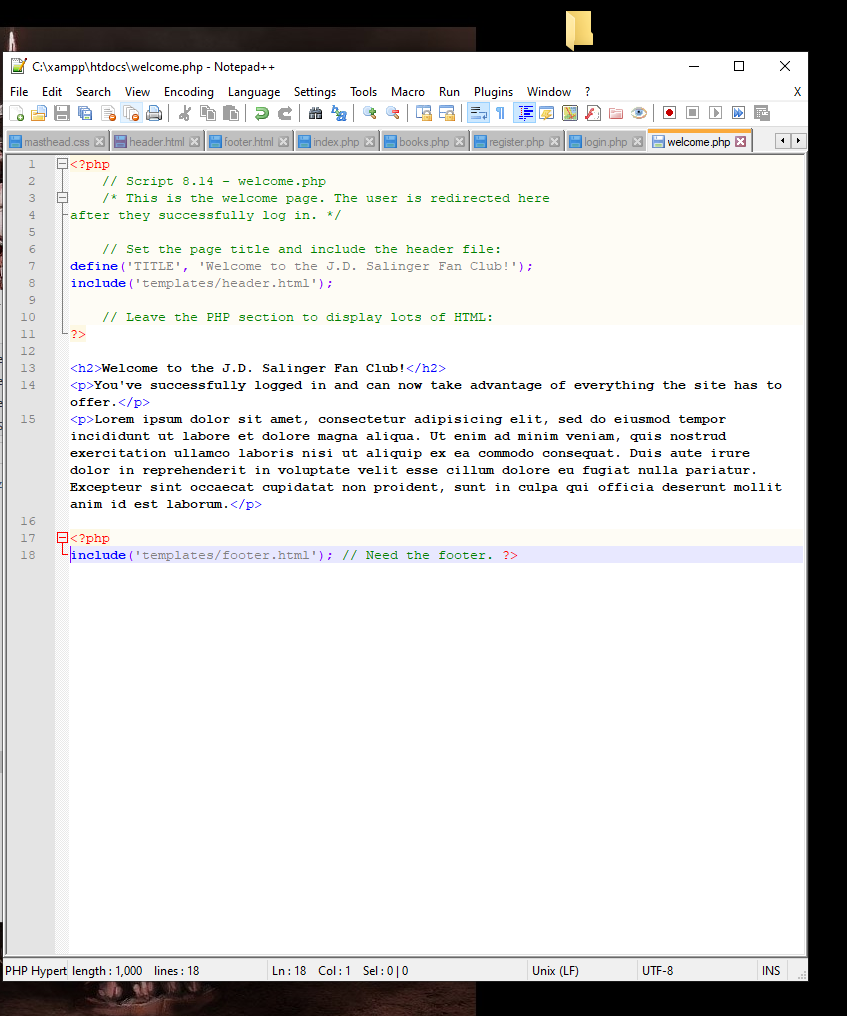 C:\xampp\htdocs\welcome.php - Notepad++
File Edit Search View Encoding Language Settings Tools Macro Run Plugins Window ? X
masthead.css header.html footer.html index.php books.php register.php login.php welcome.php
1 <?php
2 // Script 8.14 - welcome.php
3 /* This is the welcome page. The user is redirected here
4 after they successfully log in. */
5
6 // Set the page title and include the header file:
7 define('TITLE', 'Welcome to the J.D. Salinger Fan Club!');
8 include('templates/header.html');
9
10 // Leave the PHP section to display lots of HTML:
11 ?>
12
13 <h2>Welcome to the J.D. Salinger Fan Club!</h2>
14 <p>You've successfully logged in and can now take advantage of everything the site has to
offer.</p>
15 <p>Lorem ipsum dolor sit amet, consectetur adipisicing elit, sed do eiusmod tempor
incididunt ut labore et dolore magna aliqua. Ut enim ad minim veniam, quis nostrud
exercitation ullamco laboris nisi ut aliquip ex ea commodo consequat. Duis aute irure
dolor in reprehenderit in voluptate velit esse cillum dolore eu fugiat nulla pariatur.
Excepteur sint occaecat cupidatat non proident, sunt in culpa qui officia deserunt mollit
anim id est laborum.</p>
16
17 <?php
18 include('templates/footer.html'); // Need the footer. ?>
PHP Hypert length : 1,000 lines : 18 Ln : 18 Col : 1 Sel : 0 | 0 Unix (LF) UTF-8 INS